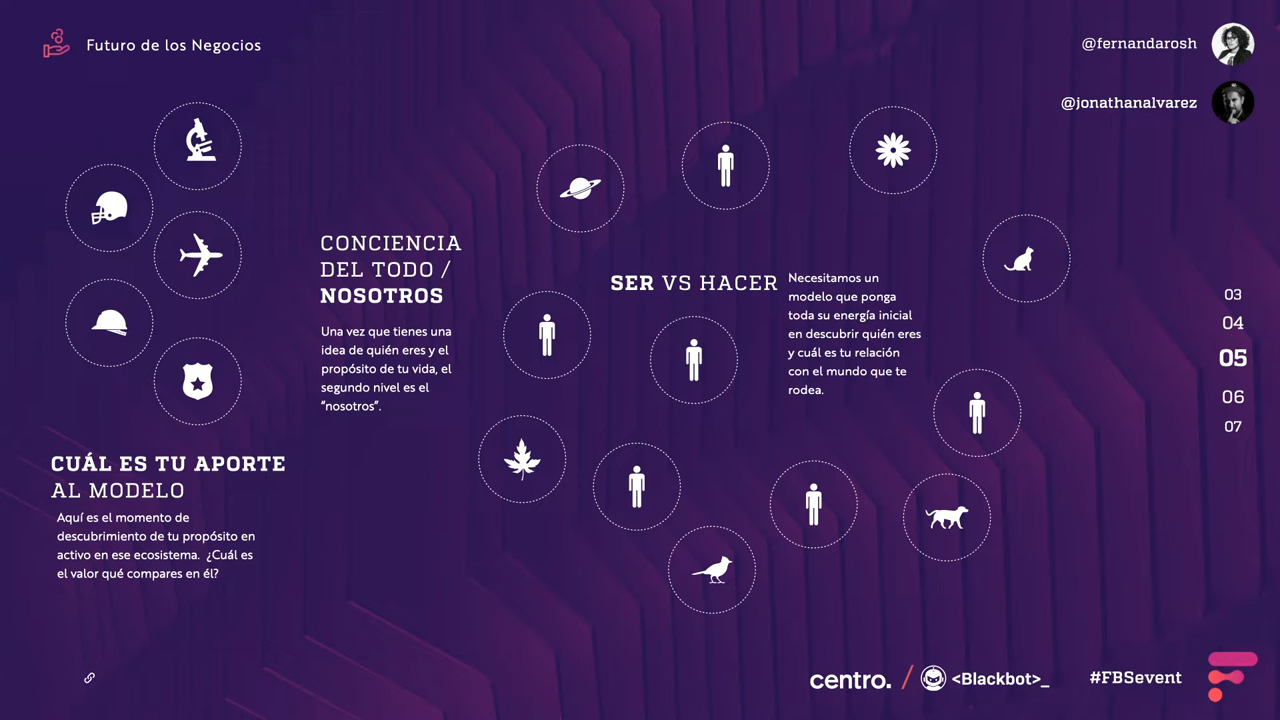 Futuro de los Negocios
@fernandarosh
@jonathanalvarez
CONCIENCIA
DEL TODO /
NOSOTROS
Una vez que tienes una
idea de quién eres y el
propósito de tu vida, el
segundo nivel es el
“nosotros”.
SER VS HACER
Necesitamos un
modelo que ponga
toda su energía inicial
en descubrir quién eres
y cuál es tu relación
con el mundo que te
rodea.
03
04
05
06
07
CUÁL ES TU APORTE
AL MODELO
Aquí es el momento de
descubrimiento de tu propósito en
activo en ese ecosistema. ¿Cuál es
el valor qué compares en él?
centro. / <Blackbot>_
#FBSevent